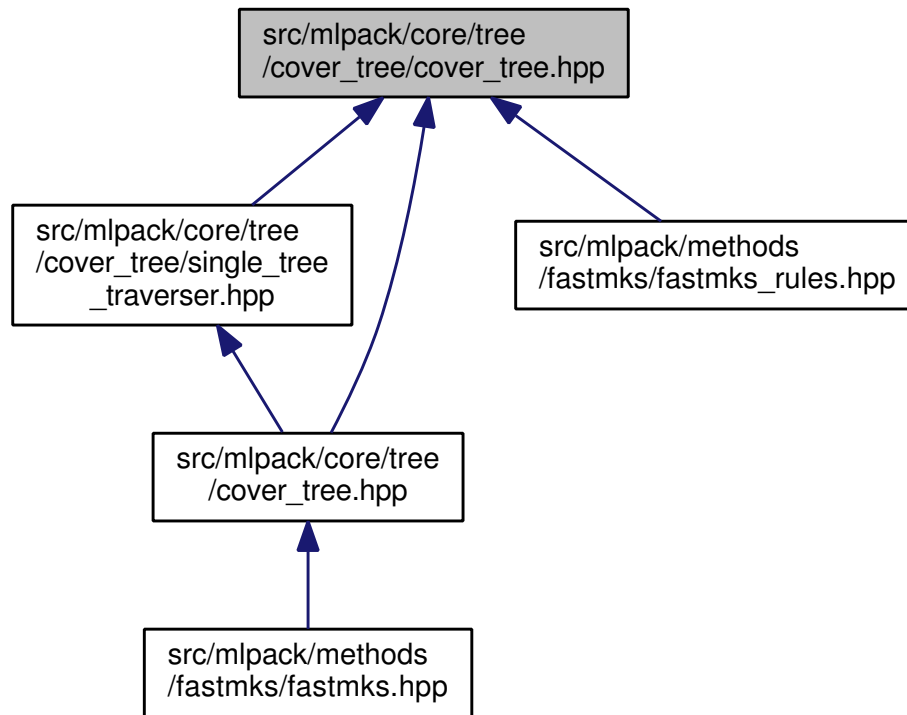 src/mlpack/core/tree
/cover_tree/cover_tree.hpp
src/mlpack/core/tree
/cover_tree/single_tree
_traverser.hpp
src/mlpack/methods
/fastmks/fastmks_rules.hpp
src/mlpack/core/tree
/cover_tree.hpp
src/mlpack/methods
/fastmks/fastmks.hpp